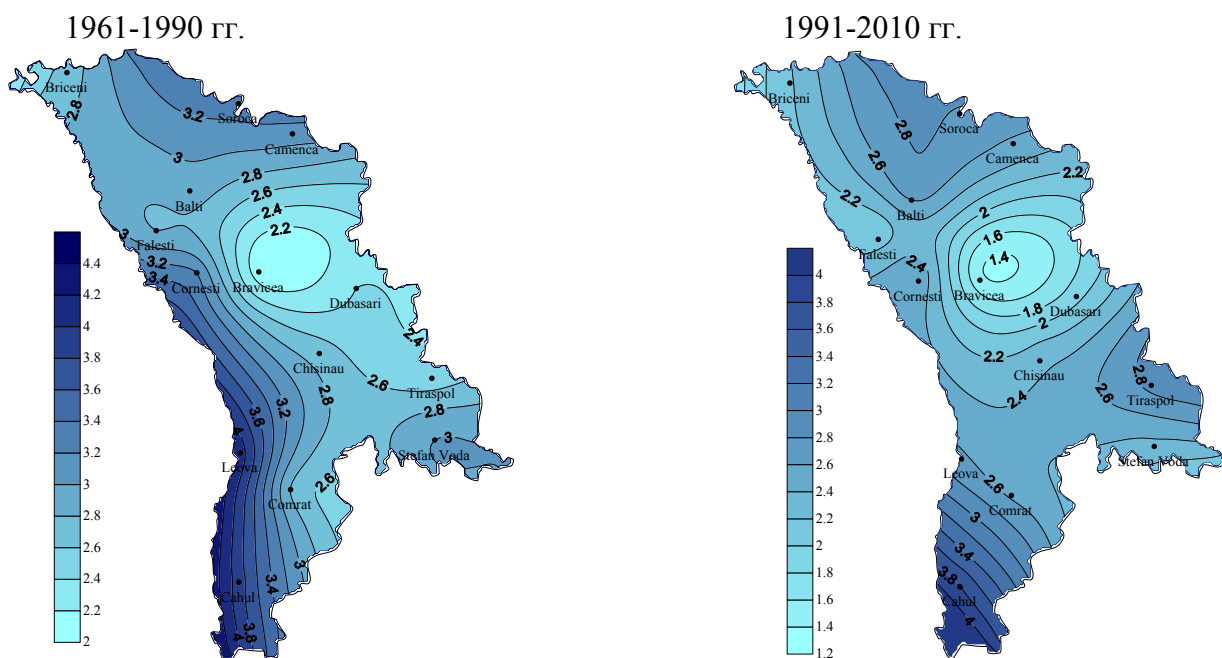 1961-1990 гг.
Briceni
2.8
3.2
Soroca
Camenca
3
2.8
2.6
Balti
2.4
2.2
3
Falesti
3.2
3.4
Cornesti
Bravicea
Dubasari
2.4
Chisinau
2.6
2.8
Tiraspol
3.6
3.2
2.8
4
3
Leova
Stefan Voda
2.6
Comrat
3
3.4
Cahul
4
3.8
4.4
4.2
4
3.8
3.6
3.4
3.2
3
2.8
2.6
2.4
2.2
2
1991-2010 гг.
Briceni
2.8
Soroca
Camenca
2.6
2.2
2.2
Balti
2
Falesti
1.6
2.4
1.4
Cornesti
Bravicea
1.8
Dubasari
2
2.2
Chisinau
2.4
2.8
2.6
Tiraspol
Leova
Stefan Voda
2.6
Comrat
3
3.4
3.8
Cahul
4
4
3.8
3.6
3.4
3.2
3
2.8
2.6
2.4
2.2
2
1.8
1.6
1.4
1.2